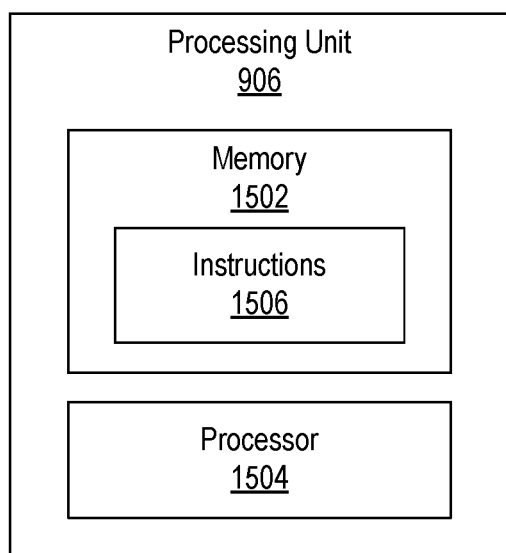 Processing Unit
906
Memory
1502
Instructions
1506
Processor
1504